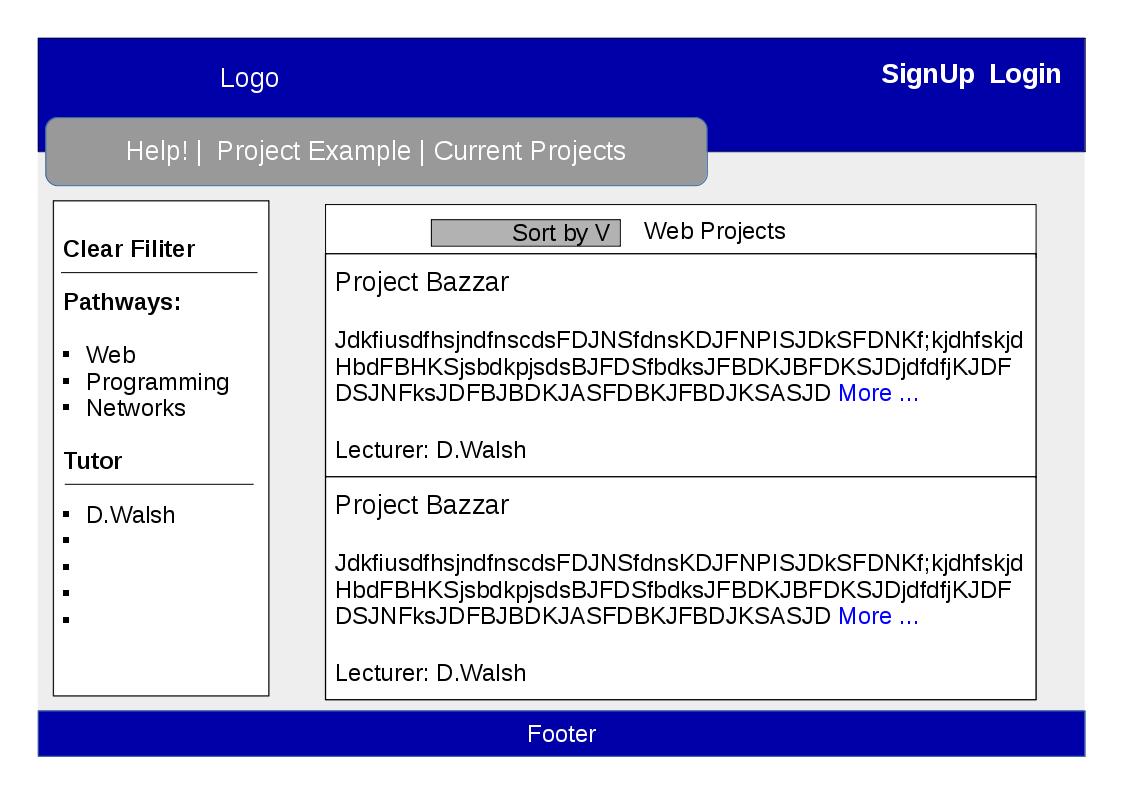 Logo
SignUp  Login
Help! |  Project Example | Current Projects
Clear Filiter
Pathways:
Web
Programming
Networks
Tutor
D.Walsh
Sort by V
Web Projects
Project Bazzar
JdkfiusdfhsjndfnscdsFDJNSfdnsKDJFNPISJDkSFDNKf;kjdhfskjd
HbdFBHKSjsbdkpjsdsBJFDSfbdksJFBDKJBFDKSJDjdfdfjKJDF
DSJNFksJDFBJBDKJASFDBKJFBDJKSASJD More ...
Lecturer: D.Walsh
Project Bazzar
JdkfiusdfhsjndfnscdsFDJNSfdnsKDJFNPISJDkSFDNKf;kjdhfskjd
HbdFBHKSjsbdkpjsdsBJFDSfbdksJFBDKJBFDKSJDjdfdfjKJDF
DSJNFksJDFBJBDKJASFDBKJFBDJKSASJD More ...
Lecturer: D.Walsh
Footer